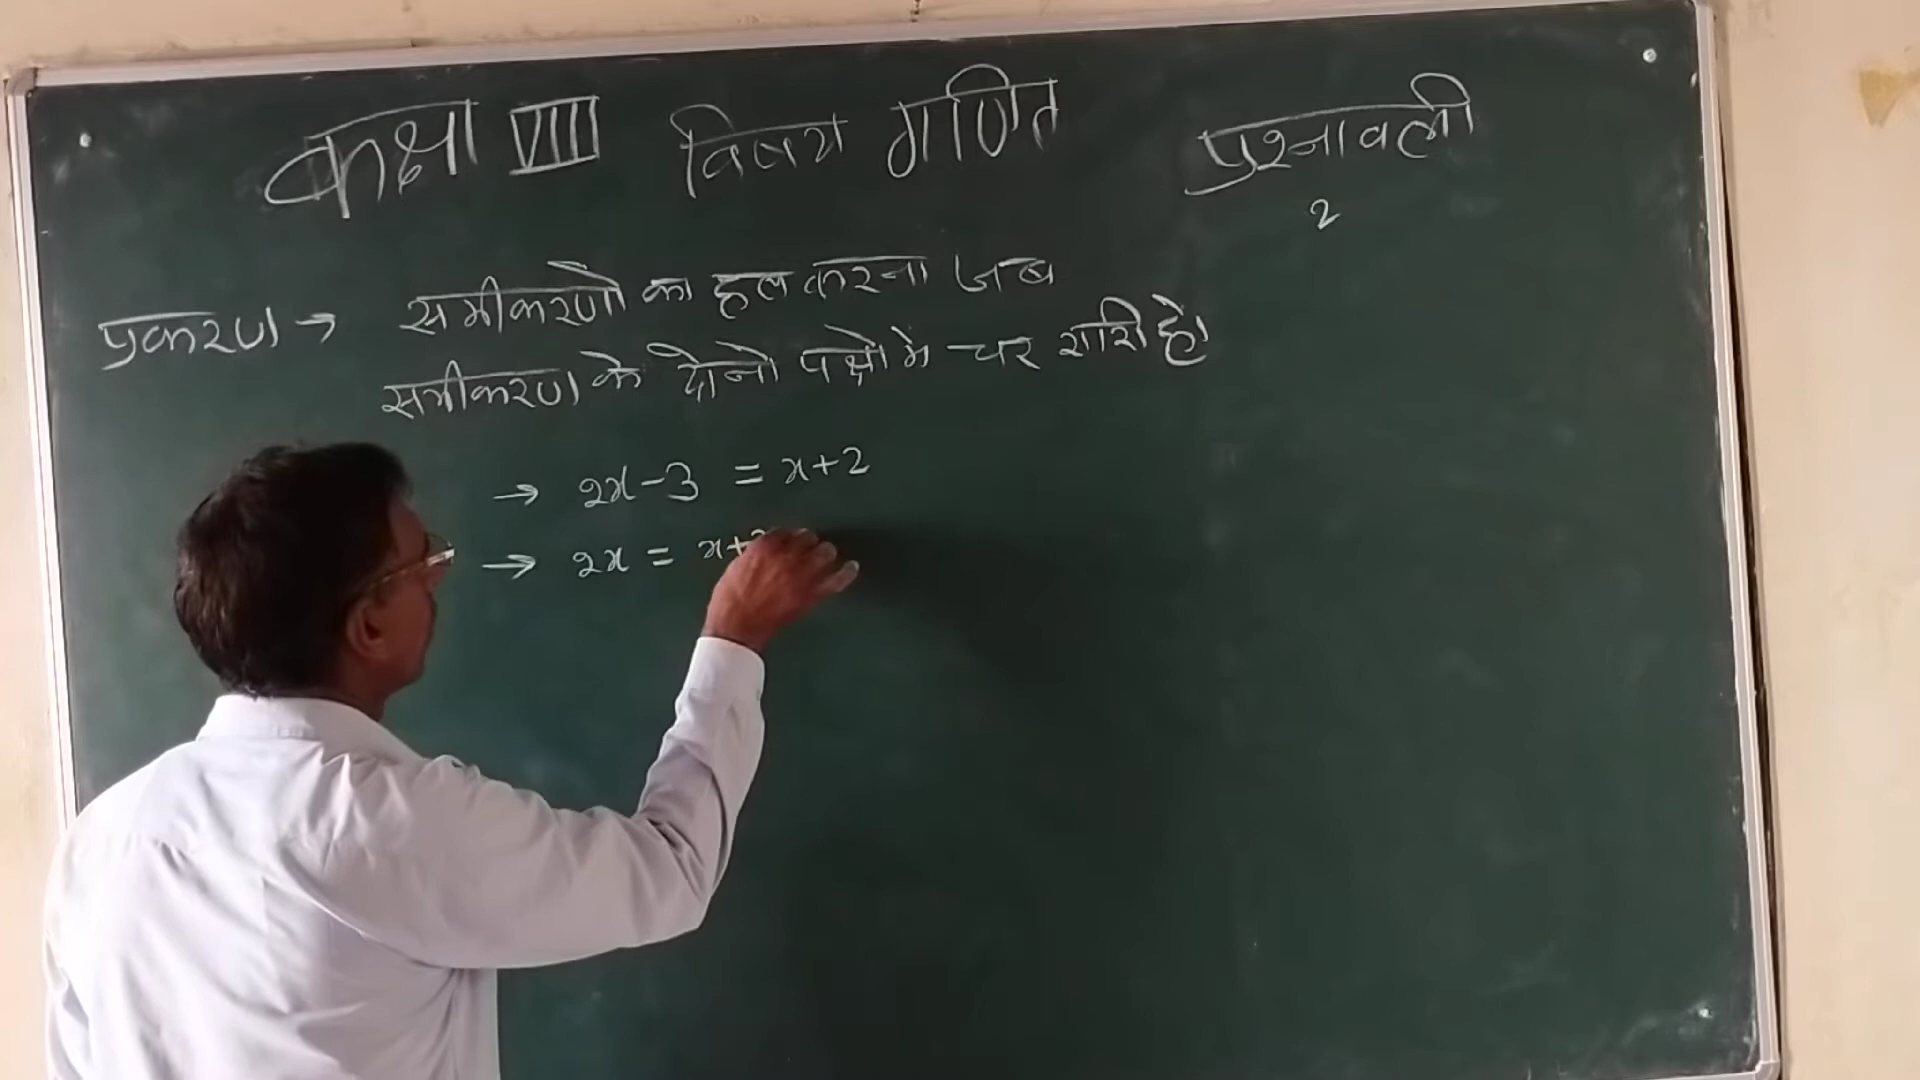 कक्षा VIII विषय गणित प्रश्नावली
2
प्रकरण → समीकरणो का हल करना जब
समीकरण के दोनो पक्षो मे चर राशि है।
→ 2x-3 = x+2
→ 2x = x+